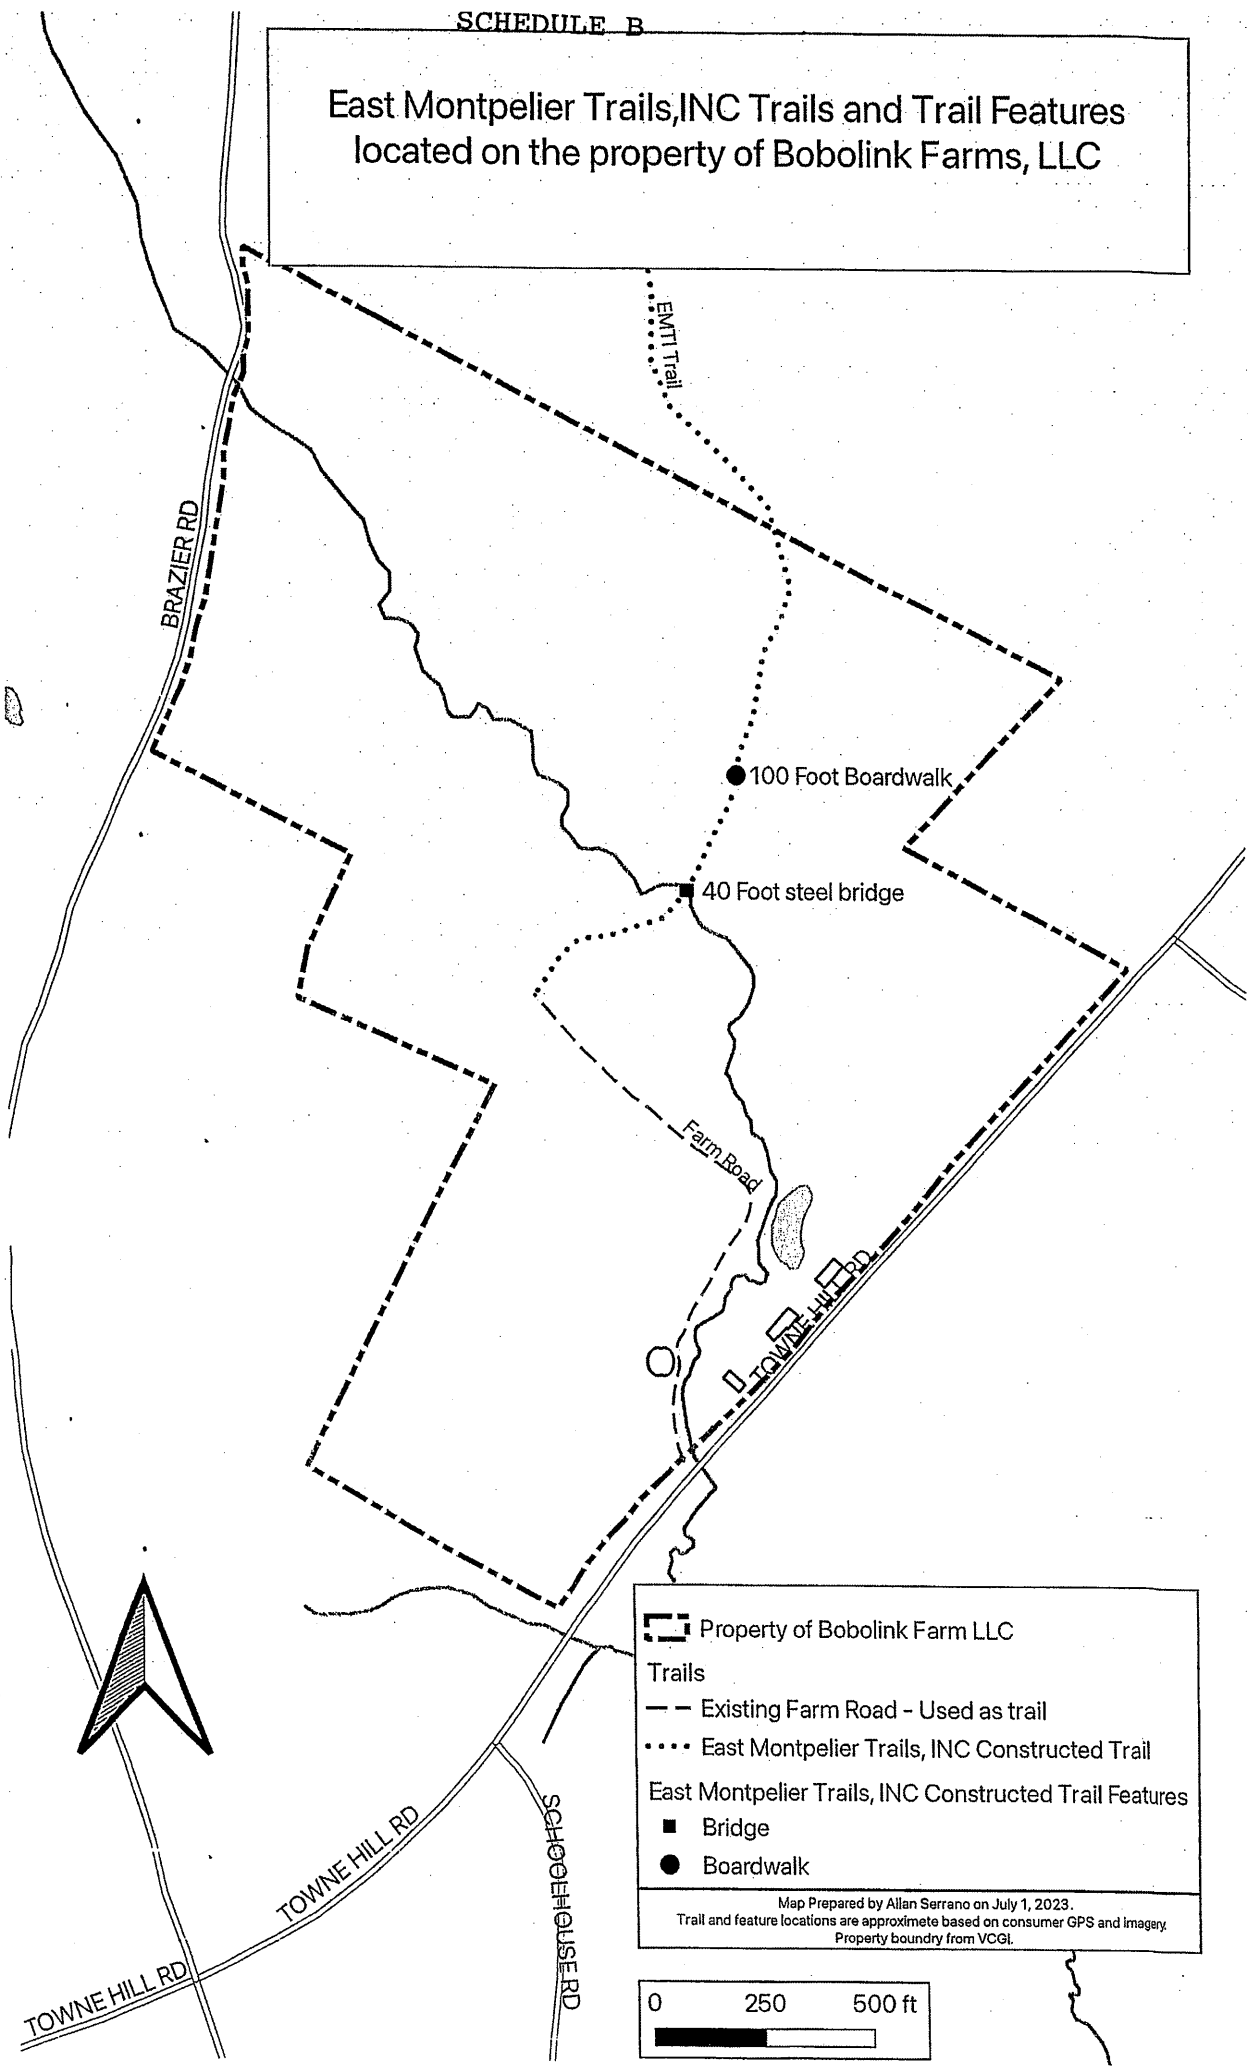 SCHEDULE B
East Montpelier Trails,INC Trails and Trail Features
located on the property of Bobolink Farms, LLC
EMTI Trail
BRAZIER RD
100 Foot Boardwalk
40 Foot steel bridge
Farm Road
TOWNE HILL RD
Property of Bobolink Farm LLC
Trails
Existing Farm Road - Used as trail
East Montpelier Trails, INC Constructed Trail
East Montpelier Trails, INC Constructed Trail Features
Bridge
Boardwalk
Map Prepared by Allan Serrano on July 1, 2023.
Trail and feature locations are approximete based on consumer GPS and imagery.
Property boundry from VCGI.
TOWNE HILL RD
SCHOOLHOUSE RD
TOWNE HILL RD
0 250 500 ft